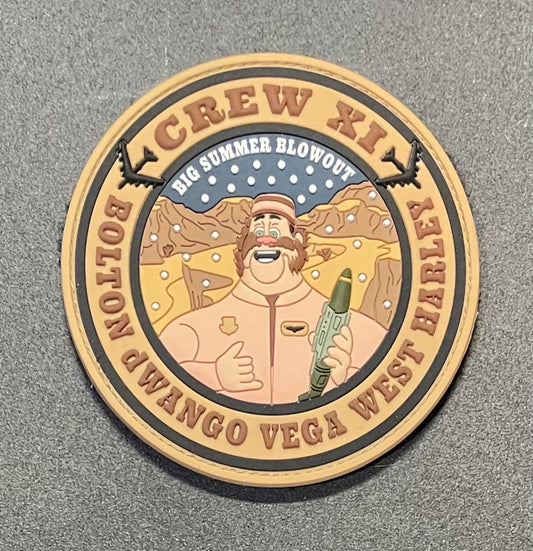 CREW XI
BIG SUMMER BLOWOUT
BOLTON dWANGO VEGA WEST HARLEY